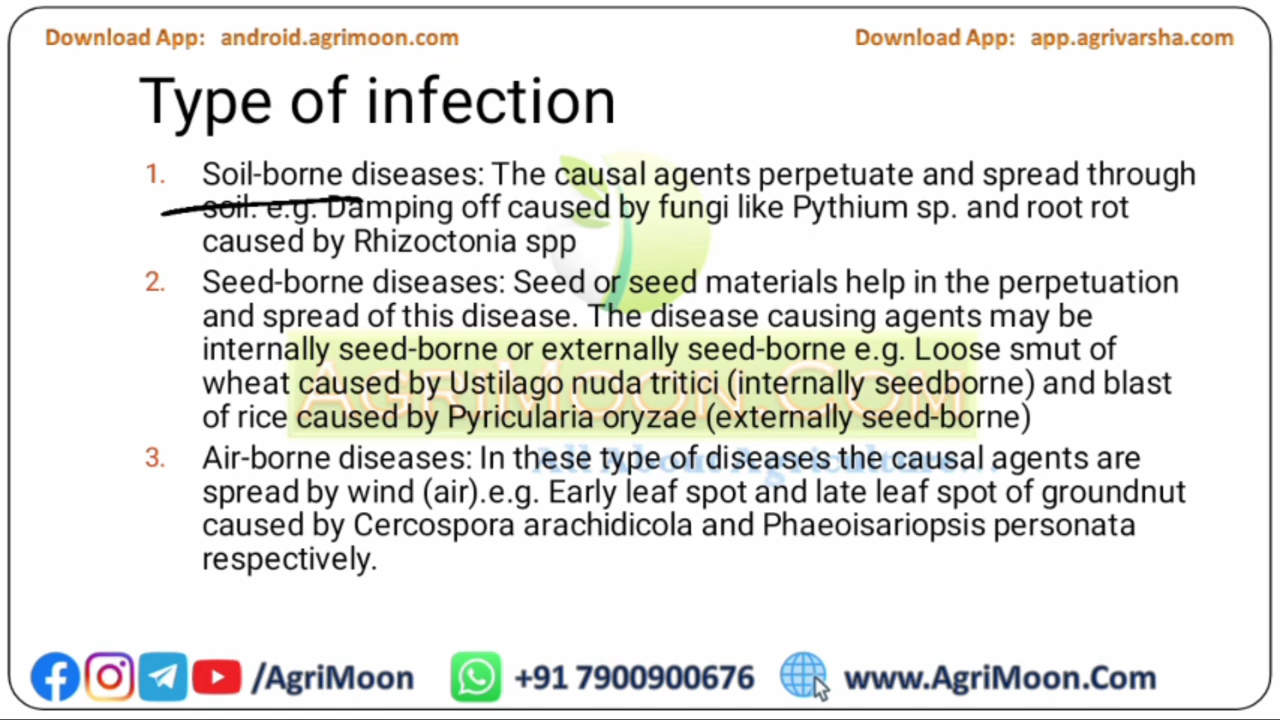 Download App: android.agrimoon.com
Download App: app.agrivarsha.com
Type of infection
1. Soil-borne diseases: The causal agents perpetuate and spread through
soil. e.g. Damping off caused by fungi like Pythium sp. and root rot
caused by Rhizoctonia spp
2. Seed-borne diseases: Seed or seed materials help in the perpetuation
and spread of this disease. The disease causing agents may be
internally seed-borne or externally seed-borne e.g. Loose smut of
wheat caused by Ustilago nuda tritici (internally seedborne) and blast
of rice caused by Pyricularia oryzae (externally seed-borne)
3. Air-borne diseases: In these type of diseases the causal agents are
spread by wind (air).e.g. Early leaf spot and late leaf spot of groundnut
caused by Cercospora arachidicola and Phaeoisariopsis personata
respectively.
AgriMoon.Com
All About Agriculture...
/AgriMoon
+91 7900900676
www.AgriMoon.Com